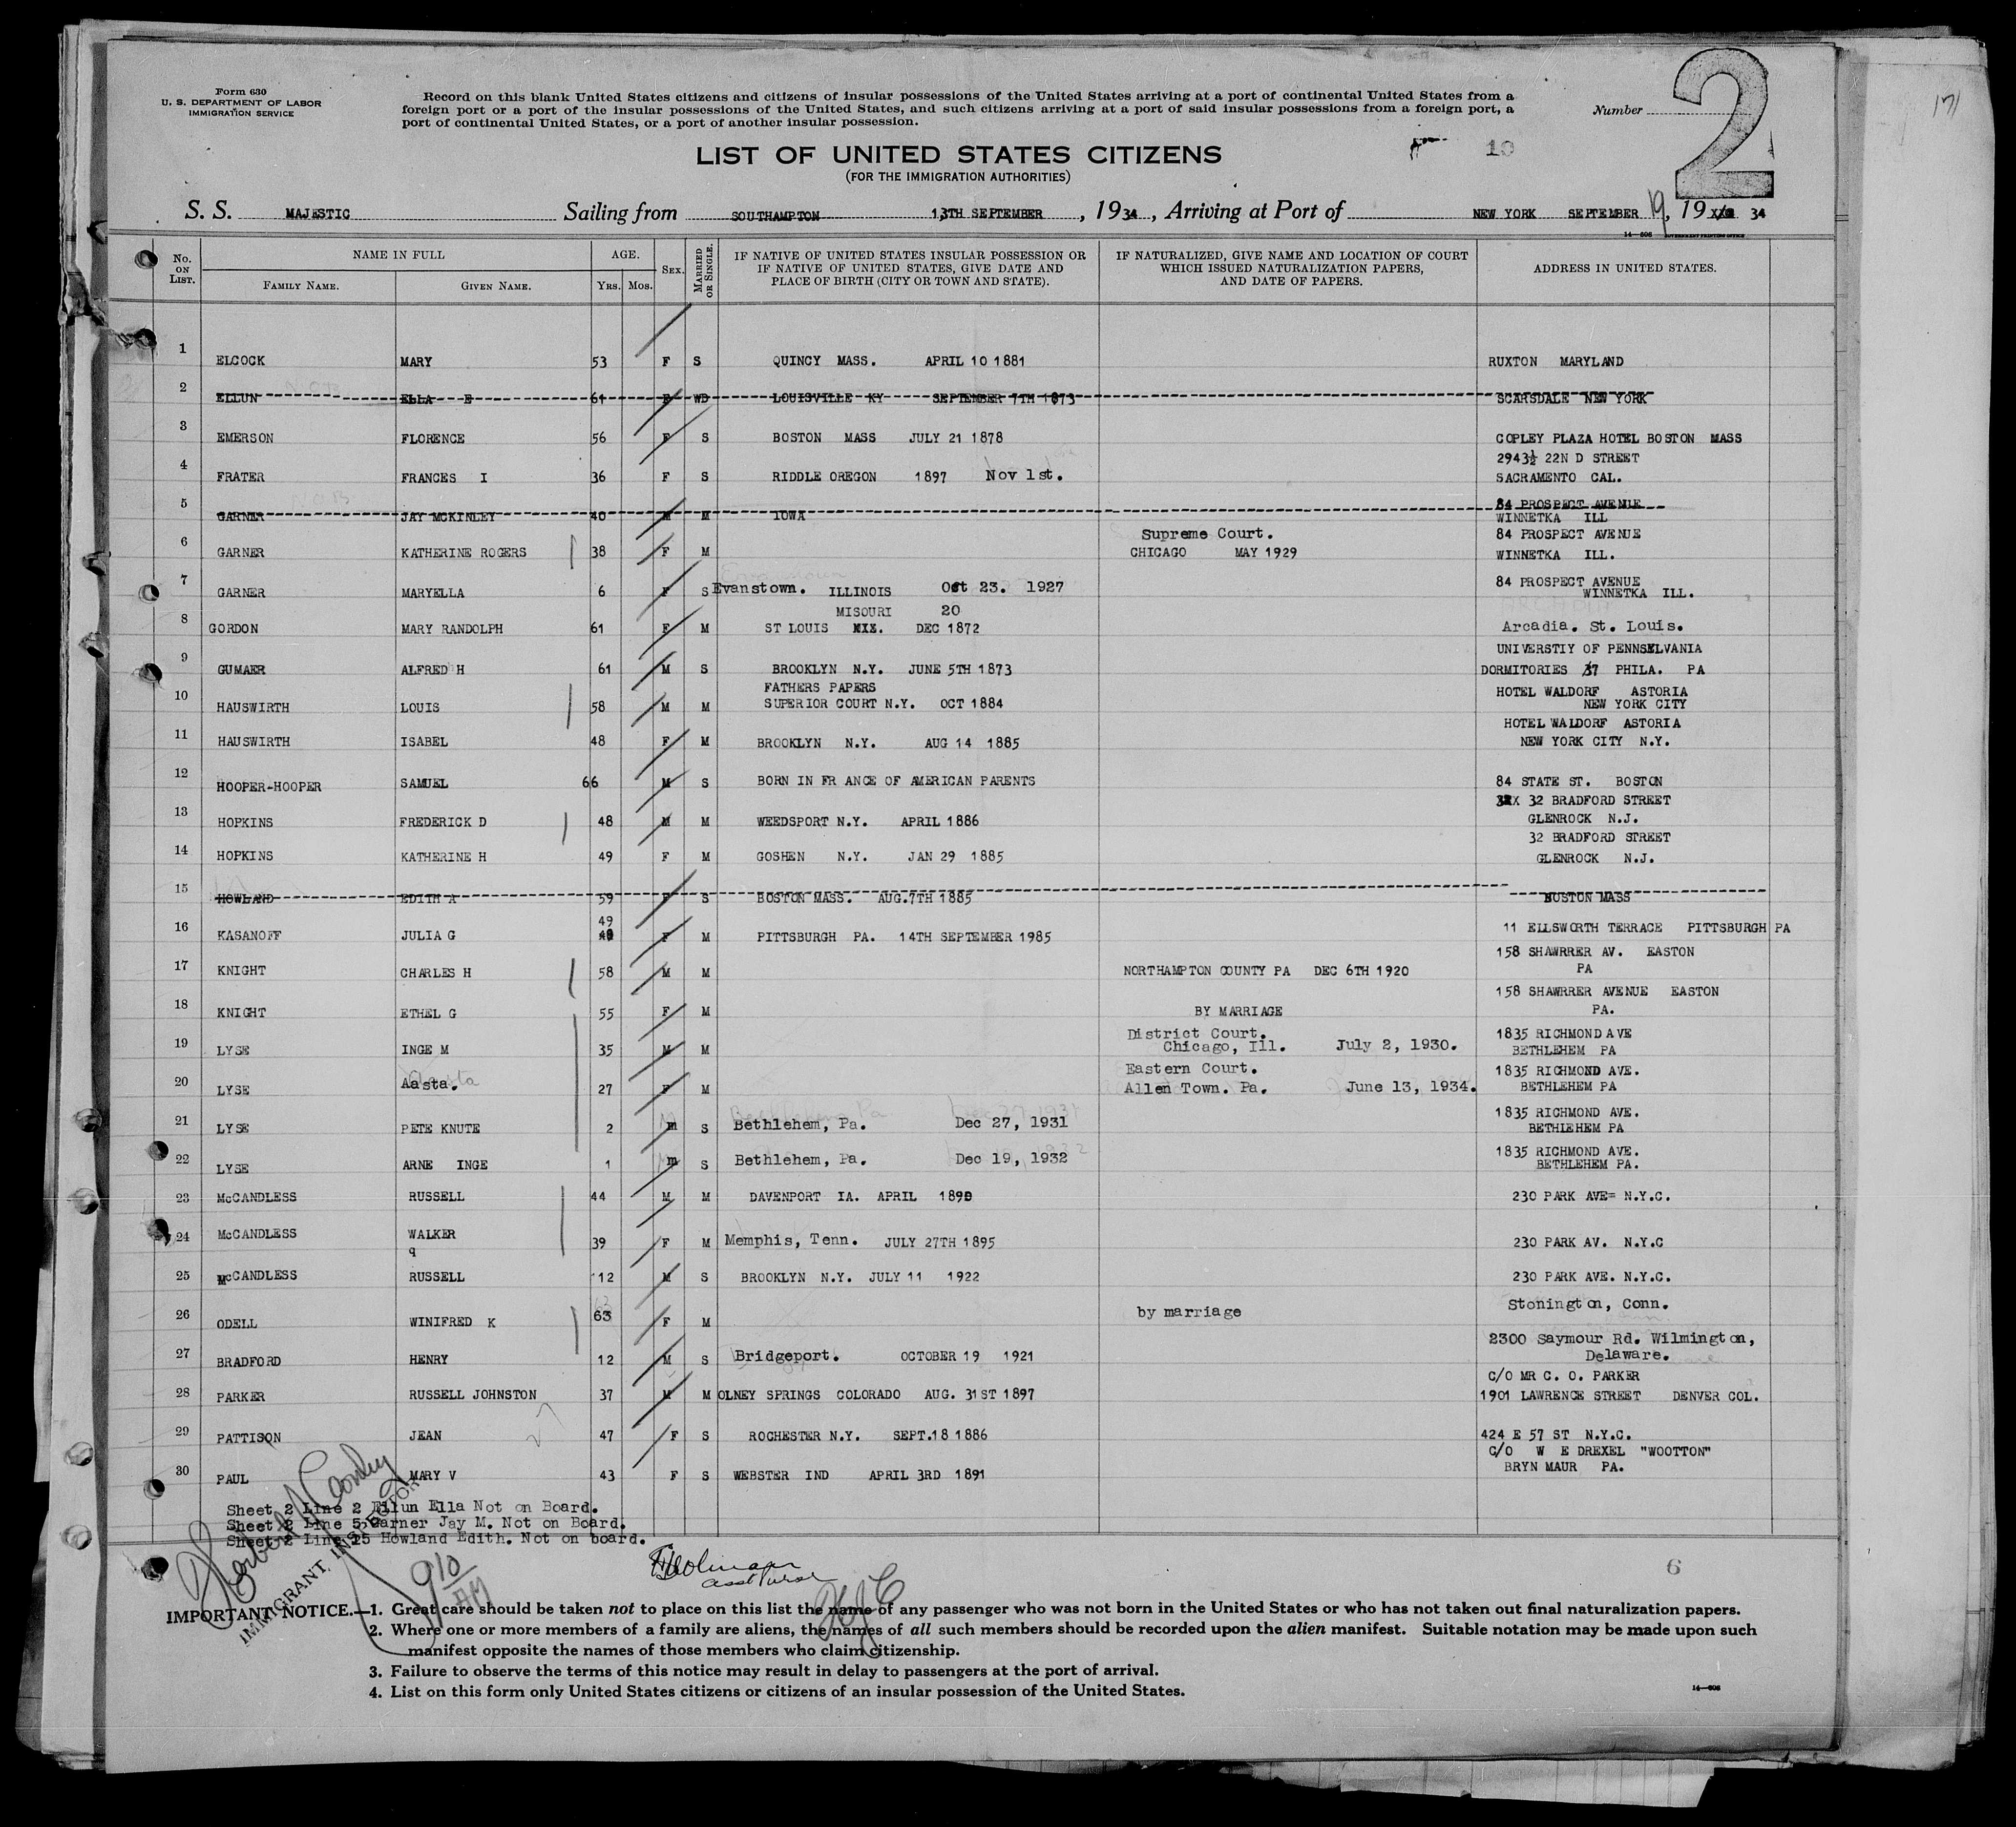 Form 630
U. S. DEPARTMENT OF LABOR
IMMIGRATION SERVICE
Record on this blank United States citizens and citizens of insular possessions of the United States arriving at a port of continental United States from a
foreign port or a port of the insular possessions of the United States, and such citizens arriving at a port of said insular possessions from a foreign port, a
port of continental United States, or a port of another insular possession.
Number
2
10
171
LIST OF UNITED STATES CITIZENS
(FOR THE IMMIGRATION AUTHORITIES)
S. S. MAJESTIC Sailing from SOUTHAMPTON 13TH SEPTEMBER, 1934, Arriving at Port of NEW YORK SEPTEMBER 19, 19 34
14—606 GOVERNMENT PRINTING OFFICE
No. ON LIST. NAME IN FULL FAMILY NAME. GIVEN NAME. AGE. YRS. MOS. SEX. MARRIED OR SINGLE. IF NATIVE OF UNITED STATES INSULAR POSSESSION OR IF NATIVE OF UNITED STATES, GIVE DATE AND PLACE OF BIRTH (CITY OR TOWN AND STATE). IF NATURALIZED, GIVE NAME AND LOCATION OF COURT WHICH ISSUED NATURALIZATION PAPERS, AND DATE OF PAPERS. ADDRESS IN UNITED STATES.
1 ELCOCK MARY 53 F S QUINCY MASS. APRIL 10 1881 RUXTON MARYLAND
2 ELLUN ELLA E 61 F WD LOUISVILLE KY SEPTEMBER 7TH 1873 SCARSDALE NEW YORK
3 EMERSON FLORENCE 56 F S BOSTON MASS JULY 21 1878 COPLEY PLAZA HOTEL BOSTON MASS
4 FRATER FRANCES I 36 F S RIDDLE OREGON 1897 Nov 1st. 2943½ 22N D STREET SACRAMENTO CAL.
5 GARNER JAY MCKINLEY 40 M M IOWA 84 PROSPECT AVENUE WINNETKA ILL
6 GARNER KATHERINE ROGERS 38 F M Supreme Court. CHICAGO MAY 1929 84 PROSPECT AVENUE WINNETKA ILL.
7 GARNER MARYELLA 6 F S Evanstown. ILLINOIS Oct 23. 1927 84 PROSPECT AVENUE WINNETKA ILL.
8 GORDON MARY RANDOLPH 61 F M ST LOUIS MISOURI DEC 20 1872 Arcadia. St. Louis.
9 GUMAER ALFRED H 61 M S BROOKLYN N.Y. JUNE 5TH 1873 UNIVERSTIY OF PENNSELVANIA DORMITORIES 37 PHILA. PA
10 HAUSWIRTH LOUIS 58 M M FATHERS PAPERS SUPERIOR COURT N.Y. OCT 1884 HOTEL WALDORF ASTORIA NEW YORK CITY
11 HAUSWIRTH ISABEL 48 F M BROOKLYN N.Y. AUG 14 1885 HOTEL WALDORF ASTORIA NEW YORK CITY N.Y.
12 HOOPER-HOOPER SAMUEL 66 M S BORN IN FR ANCE OF AMERICAN PARENTS 84 STATE ST. BOSTON
13 HOPKINS FREDERICK D 48 M M WEEDSPORT N.Y. APRIL 1886 32 BRADFORD STREET GLENROCK N.J.
14 HOPKINS KATHERINE H 49 F M GOSHEN N.Y. JAN 29 1885 32 BRADFORD STREET GLENROCK N.J.
15 HOWLAND EDITH A 59 F S BOSTON MASS. AUG.7TH 1885 BUSTON MASS
16 KASANOFF JULIA G 49 F M PITTSBURGH PA. 14TH SEPTEMBER 1985 11 ELLSWORTH TERRACE PITTSBURGH PA
17 KNIGHT CHARLES H 58 M M NORTHAMPTON COUNTY PA DEC 6TH 1920 158 SHAWRRER AV. EASTON PA
18 KNIGHT ETHEL G 55 F M BY MARRIAGE 158 SHAWRRER AVENUE EASTON PA.
19 LYSE INGE M 35 M M District Court. Chicago, Ill. July 2, 1930. 1835 RICHMOND AVE BETHLEHEM PA
20 LYSE Aasta. 27 F M Eastern Court. Allen Town. Pa. June 13, 1934. 1835 RICHMOND AVE. BETHLEHEM PA
21 LYSE PETE KNUTE 2 m S Bethlehem, Pa. Dec 27, 1931 1835 RICHMOND AVE. BETHLEHEM PA
22 LYSE ARNE INGE 1 m S Bethlehem, Pa. Dec 19, 1932 1835 RICHMOND AVE. BETHLEHEM PA.
23 McCANDLESS RUSSELL 44 M M DAVENPORT IA. APRIL 1890 230 PARK AVE= N.Y.C.
24 McCANDLESS WALKER q 39 F M Memphis, Tenn. JULY 27TH 1895 230 PARK AV. N.Y.C
25 McCANDLESS RUSSELL 12 M S BROOKLYN N.Y. JULY 11 1922 230 PARK AVE. N.Y.C.
26 ODELL WINIFRED K 63 F M by marriage Stonington, Conn.
27 BRADFORD HENRY 12 M S Bridgeport. OCTOBER 19 1921 2300 Saymour Rd. Wilmington, Delaware.
28 PARKER RUSSELL JOHNSTON 37 M M OLNEY SPRINGS COLORADO AUG. 31ST 1897 C/O MR C. O. PARKER 1901 LAWRENCE STREET DENVER COL.
29 PATTISON JEAN 47 F S ROCHESTER N.Y. SEPT.18 1886 424 E 57 ST N.Y.C.
30 PAUL MARY V 43 F S WEBSTER IND APRIL 3RD 1891 C/O W E DREXEL "WOOTTON" BRYN MAUR PA.
Sheet 2 Line 2 Ellun Ella Not on Board.
Sheet 2 Line 5 Garner Jay M. Not on Board.
Sheet 2 Line 15 Howland Edith. Not on board.
IMMIGRANT INSPECTOR
910 AM
6
IMPORTANT NOTICE.—1. Great care should be taken not to place on this list the name of any passenger who was not born in the United States or who has not taken out final naturalization papers.
2. Where one or more members of a family are aliens, the names of all such members should be recorded upon the alien manifest. Suitable notation may be made upon such
manifest opposite the names of those members who claim citizenship.
3. Failure to observe the terms of this notice may result in delay to passengers at the port of arrival.
4. List on this form only United States citizens or citizens of an insular possession of the United States.
14—606